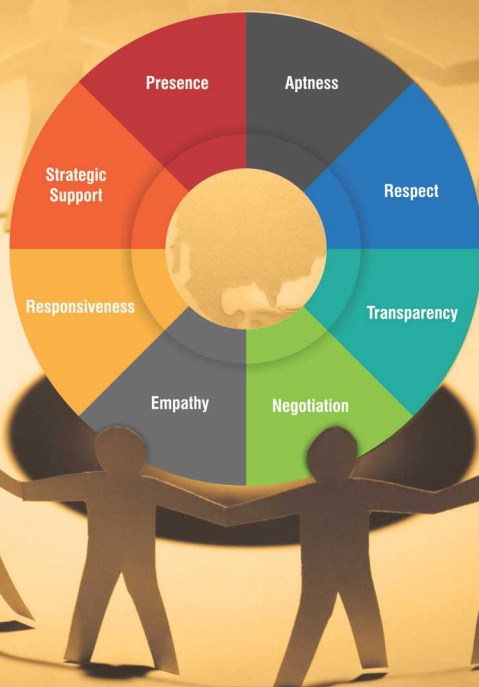 Presence
Aptness
Strategic
Support
Respect
Responsiveness
Transparency
Empathy
Negotiation